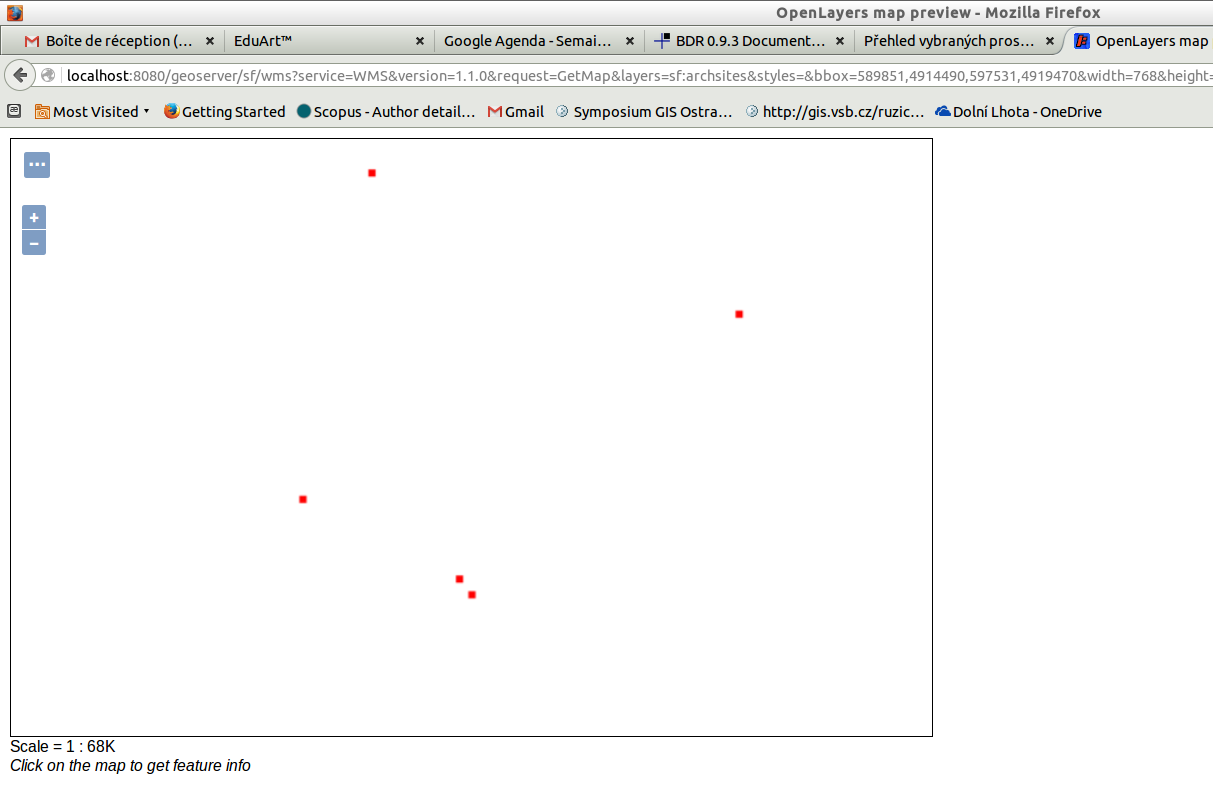 OpenLayers map preview - Mozilla Firefox
Boîte de réception (... × EduArt™ × Google Agenda - Semai... × BDR 0.9.3 Document... × Přehled vybraných pros... × OpenLayers map
localhost:8080/geoserver/sf/wms?service=WMS&version=1.1.0&request=GetMap&layers=sf:archsites&styles=&bbox=589851,4914490,597531,4919470&width=768&height=
Most Visited Getting Started Scopus - Author detail... Gmail Symposium GIS Ostra... http://gis.vsb.cz/ruzic... Dolní Lhota - OneDrive
...
+
−
Scale = 1 : 68K
Click on the map to get feature info